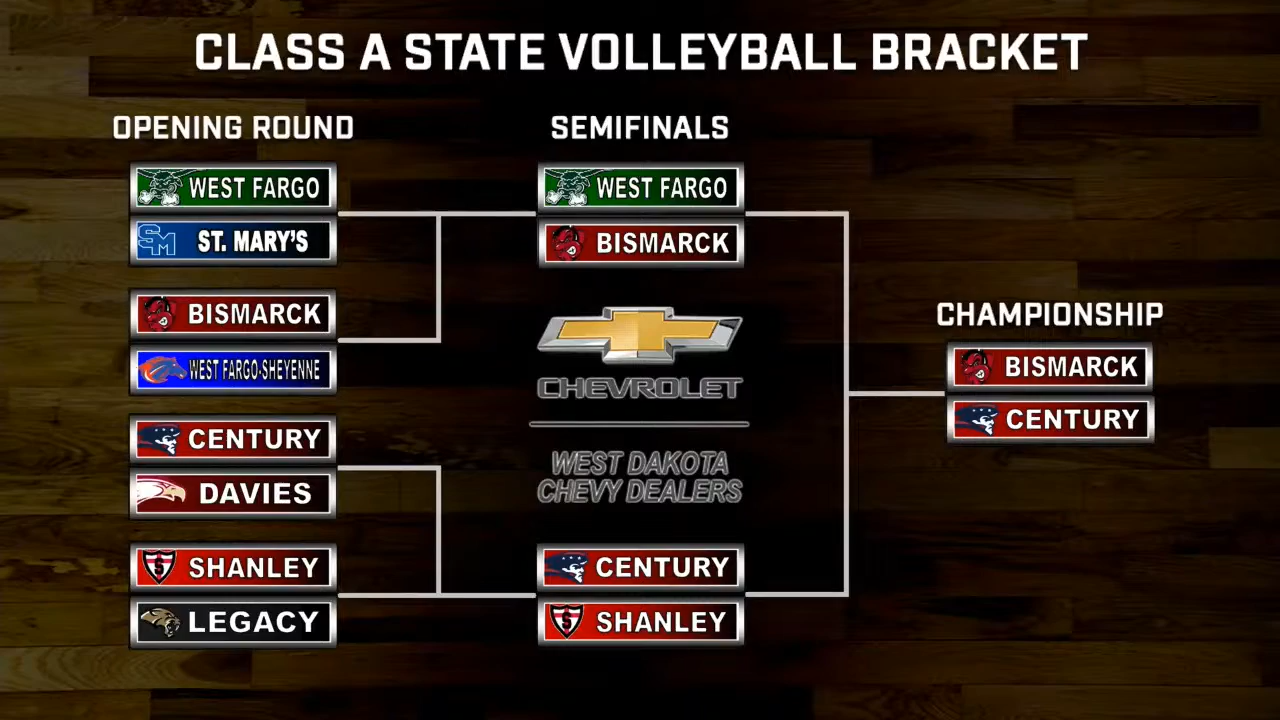 CLASS A STATE VOLLEYBALL BRACKET
OPENING ROUND
WEST FARGO
SM
ST. MARY'S
BISMARCK
WEST FARGO-SHEYENNE
CENTURY
DAVIES
S
SHANLEY
LEGACY
SEMIFINALS
WEST FARGO
BISMARCK
CHEVROLET
WEST DAKOTA
CHEVY DEALERS
CENTURY
S
SHANLEY
CHAMPIONSHIP
BISMARCK
CENTURY